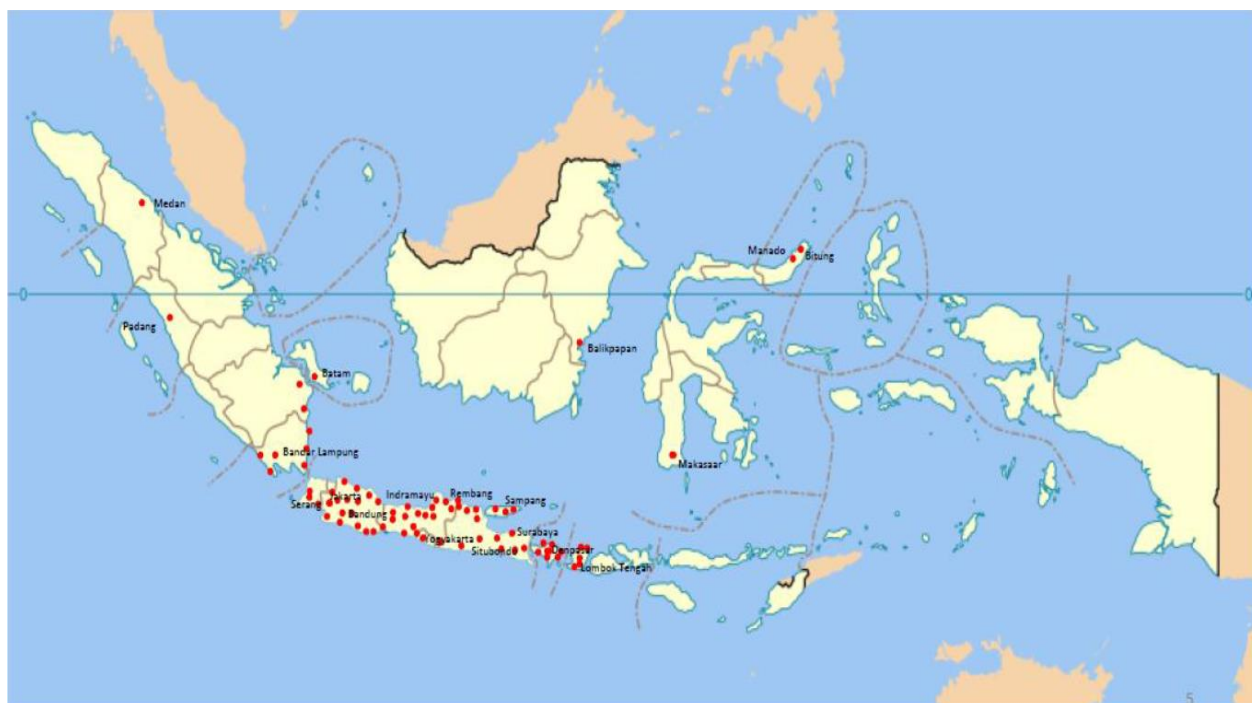 Medan
Manado
Bitung
0
0
Padang
Balikpapan
Batam
Bandar Lampung
Makasaar
Jakarta
Indramayu
Rembang
Serang
Sampang
Bandung
Yogyakarta
Surabaya
Situbondo
Denpasar
Lombok Tengah
5